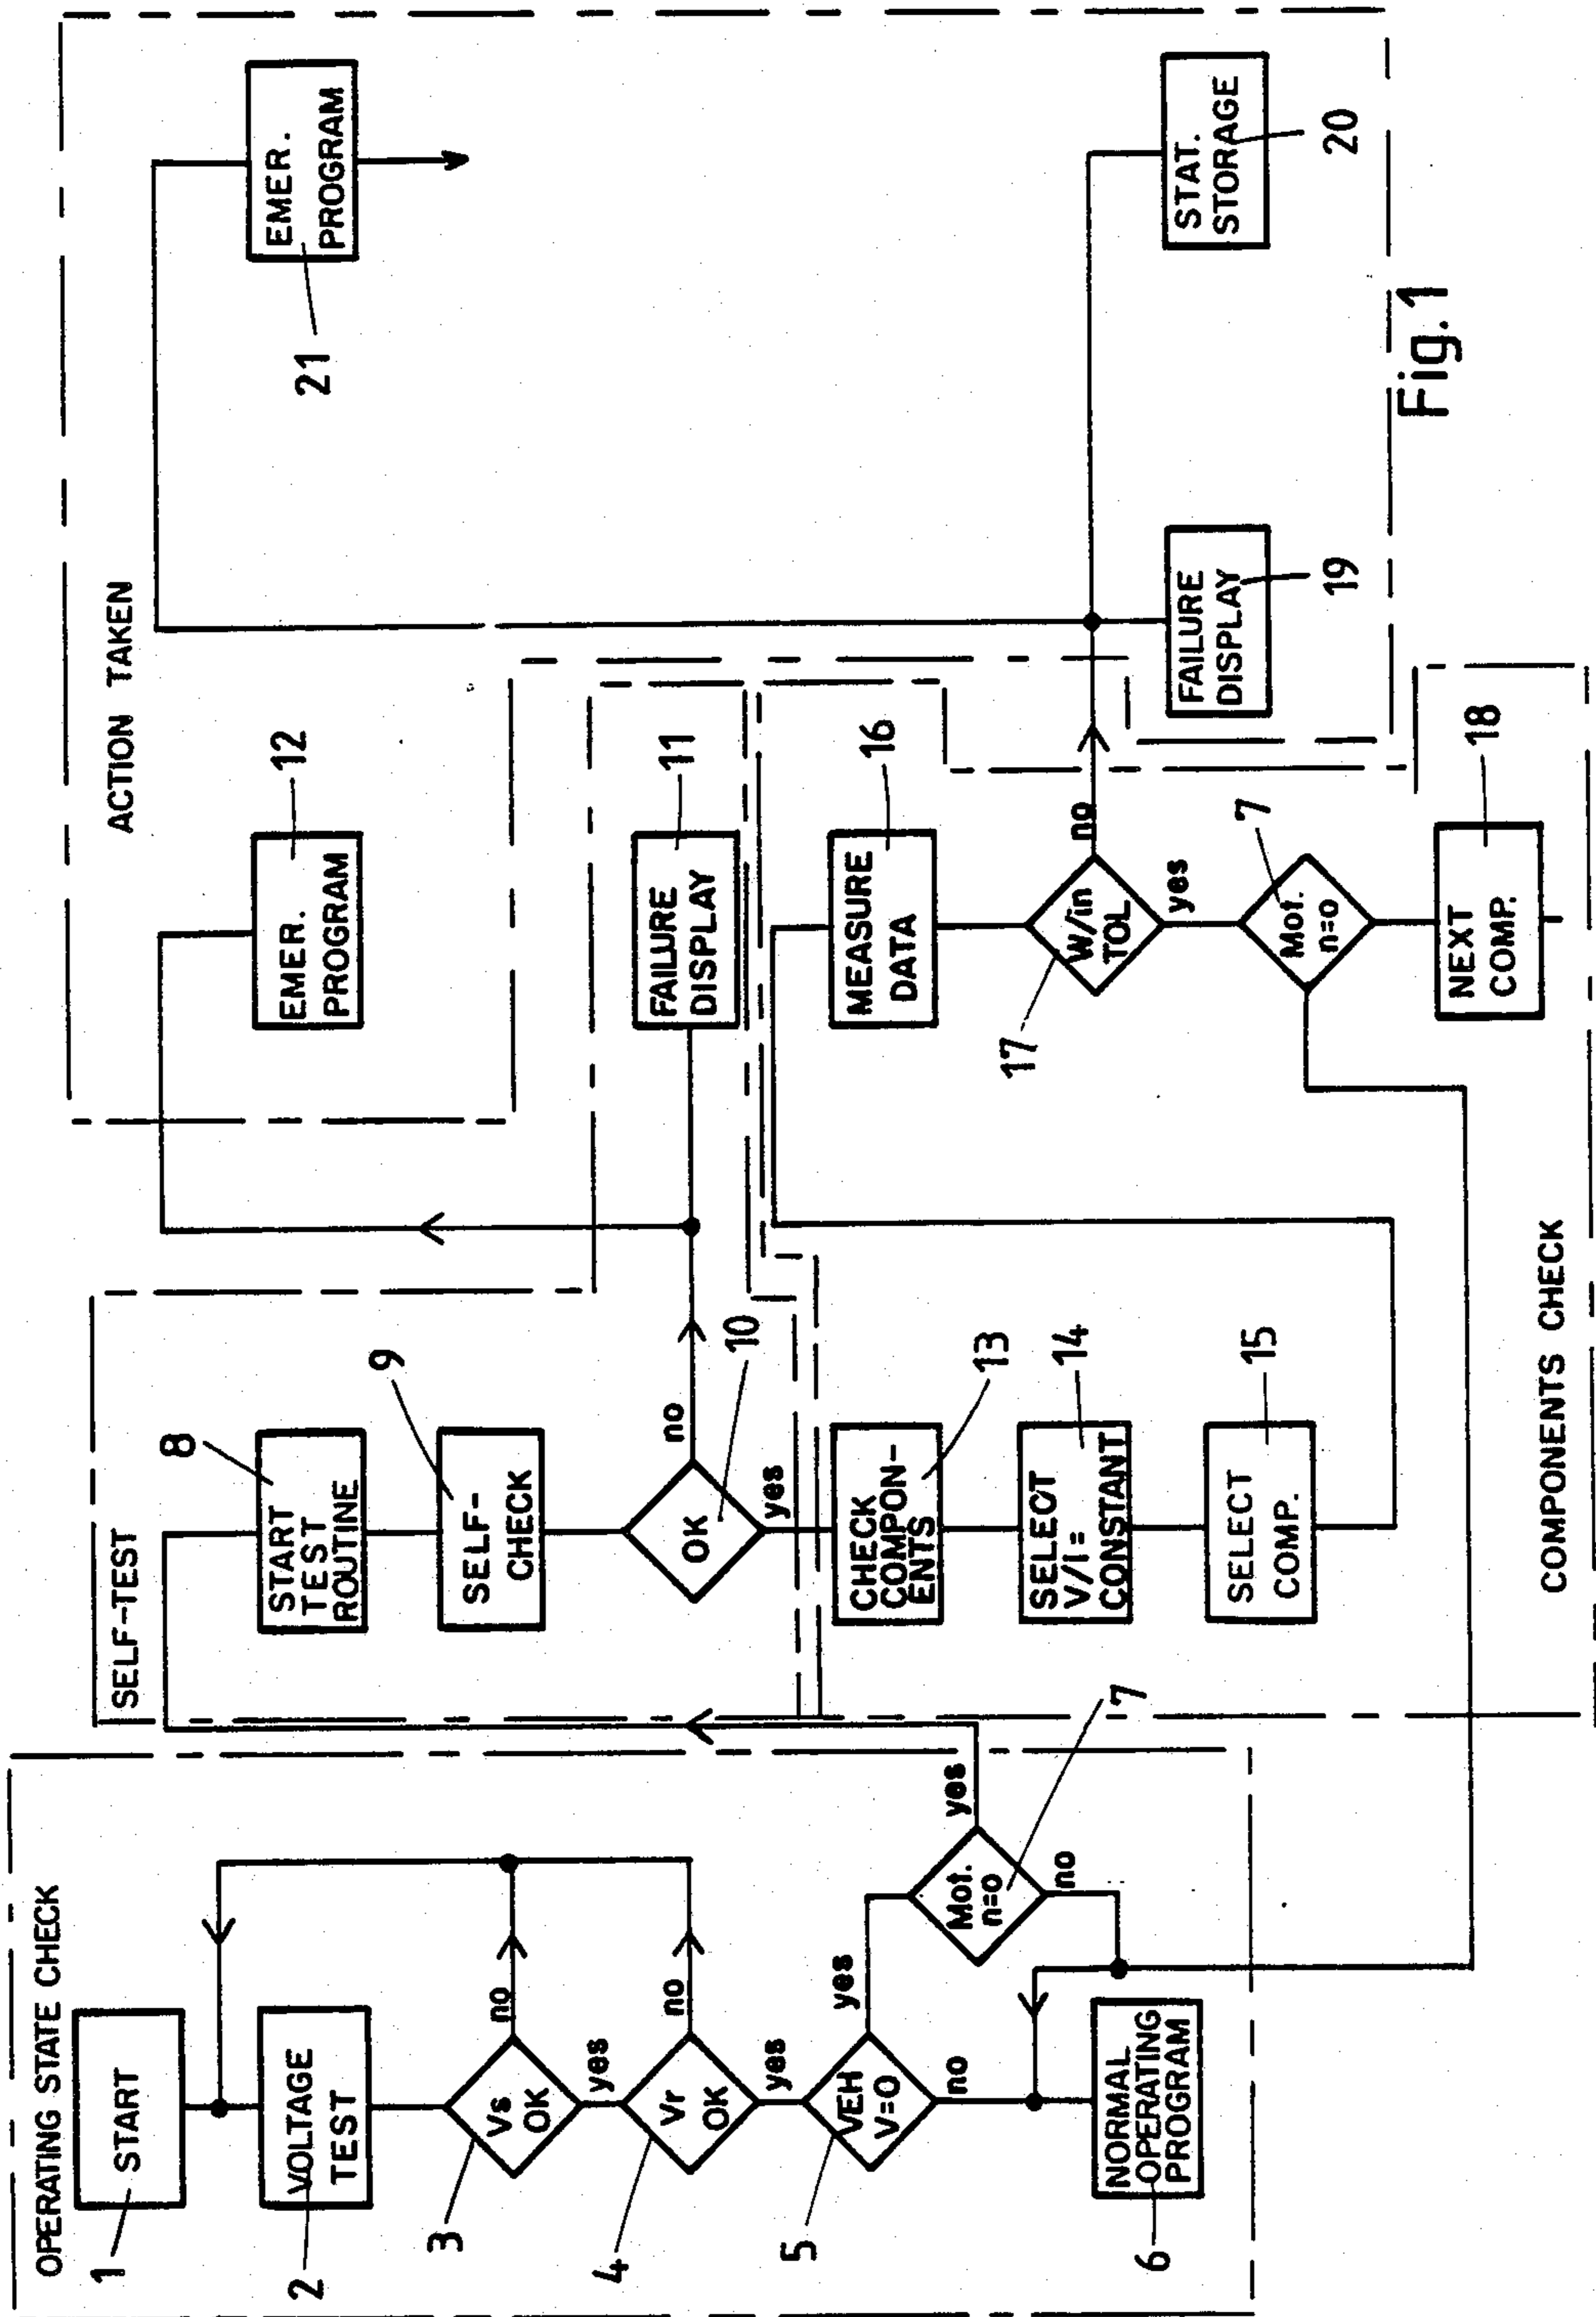 OPERATING STATE CHECK
1
START
2
VOLTAGE
TEST
3
Vs
OK
no
yes
4
Vr
OK
no
yes
5
VEH
V=0
yes
no
6
NORMAL
OPERATING
PROGRAM
Mot.
n=o
7
yes
no
SELF-TEST
8
START
TEST
ROUTINE
9
SELF-
CHECK
OK
10
no
yes
CHECK
COMPON-
ENTS
13
SELECT
V/I=
CONSTANT
14
SELECT
COMP.
15
COMPONENTS CHECK
ACTION TAKEN
EMER.
PROGRAM
12
FAILURE
DISPLAY
11
MEASURE
DATA
16
W/in
TOL
17
no
yes
Mot.
n=o
7
NEXT
COMP.
18
EMER.
PROGRAM
21
FAILURE
DISPLAY
19
STAT.
STORAGE
20
Fig.1